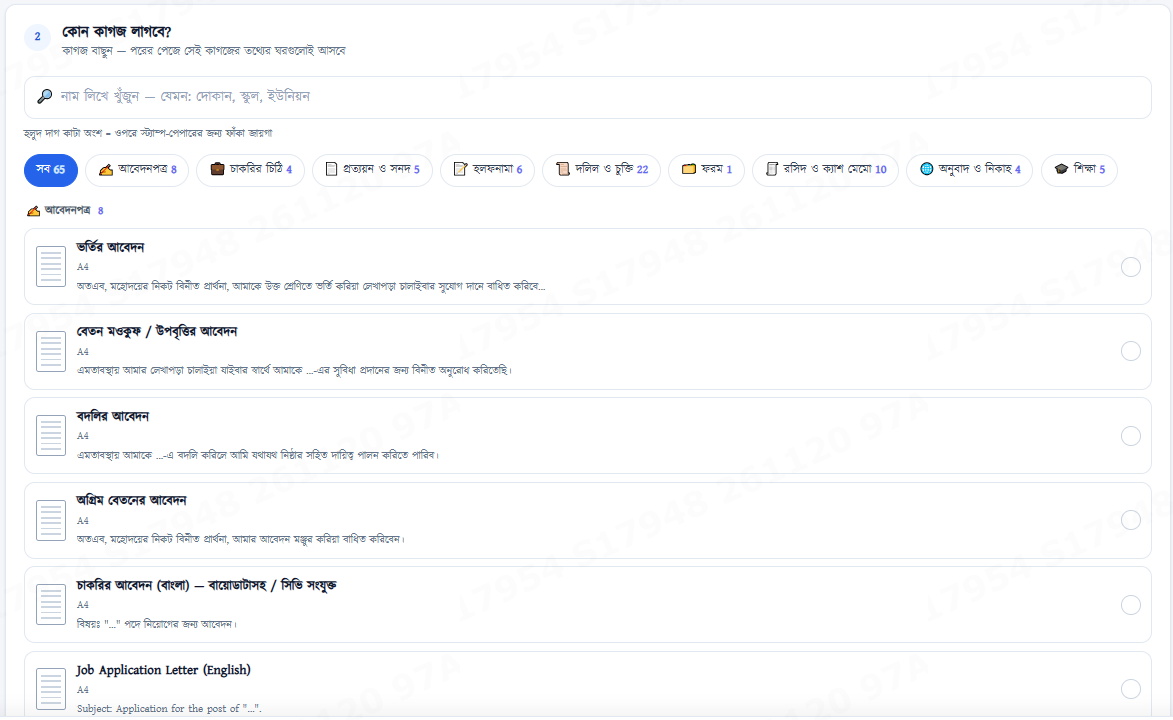 2
কোন কাগজ লাগবে?
কাগজ বাছুন — পরের পেজে সেই কাগজের তথ্যের ঘরগুলোই আসবে
নাম লিখে খুঁজুন — যেমন: দোকান, স্কুল, ইউনিয়ন
হলুদ দাগ কাটা অংশ = ওপরে স্ট্যাম্প-পেপারের জন্য ফাঁকা জায়গা
সব 65 আবেদনপত্র 8 চাকরির চিঠি 4 প্রত্যয়ন ও সনদ 5 হলফনামা 6 দলিল ও চুক্তি 22 ফরম 1 রসিদ ও ক্যাশ মেমো 10 অনুবাদ ও নিকাহ 4 শিক্ষা 5
আবেদনপত্র 8
ভর্তির আবেদন
A4
অতএব, মহোদয়ের নিকট বিনীত প্রার্থনা, আমাকে উক্ত শ্রেণিতে ভর্তি করিয়া লেখাপড়া চালাইবার সুযোগ দানে বাধিত করিবে...
বেতন মওকুফ / উপবৃত্তির আবেদন
A4
এমতাবস্থায় আমার লেখাপড়া চালাইয়া যাইবার স্বার্থে আমাকে ...-এর সুবিধা প্রদানের জন্য বিনীত অনুরোধ করিতেছি।
বদলির আবেদন
A4
এমতাবস্থায় আমাকে ...-এ বদলি করিলে আমি যথাযথ নিষ্ঠার সহিত দায়িত্ব পালন করিতে পারিব।
অগ্রিম বেতনের আবেদন
A4
অতএব, মহোদয়ের নিকট বিনীত প্রার্থনা, আমার আবেদন মঞ্জুর করিয়া বাধিত করিবেন।
চাকরির আবেদন (বাংলা) — বায়োডাটাসহ / সিভি সংযুক্ত
A4
বিষয়ঃ "..." পদে নিয়োগের জন্য আবেদন।
Job Application Letter (English)
A4
Subject: Application for the post of "...".
17954 S17948 261120 97A